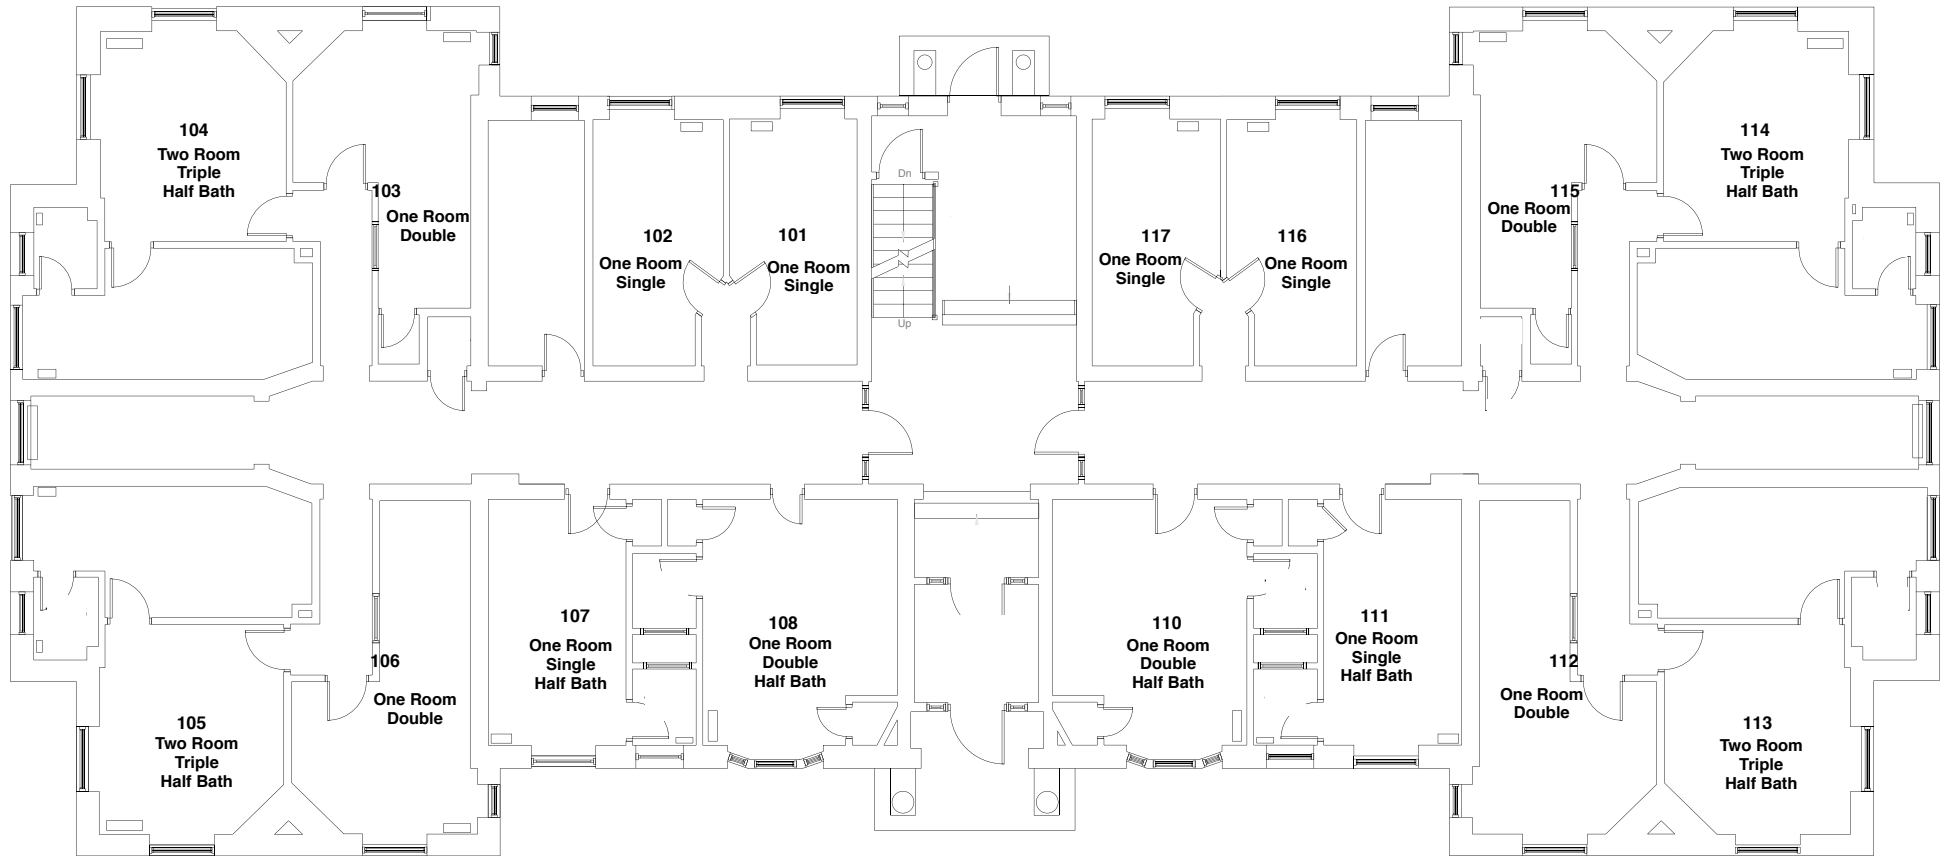 104
Two Room
Triple
Half Bath
103
One Room
Double
102
One Room
Single
101
One Room
Single
Dn
Up
117
One Room
Single
116
One Room
Single
115
One Room
Double
114
Two Room
Triple
Half Bath
105
Two Room
Triple
Half Bath
106
One Room
Double
107
One Room
Single
Half Bath
108
One Room
Double
Half Bath
110
One Room
Double
Half Bath
111
One Room
Single
Half Bath
112
One Room
Double
113
Two Room
Triple
Half Bath